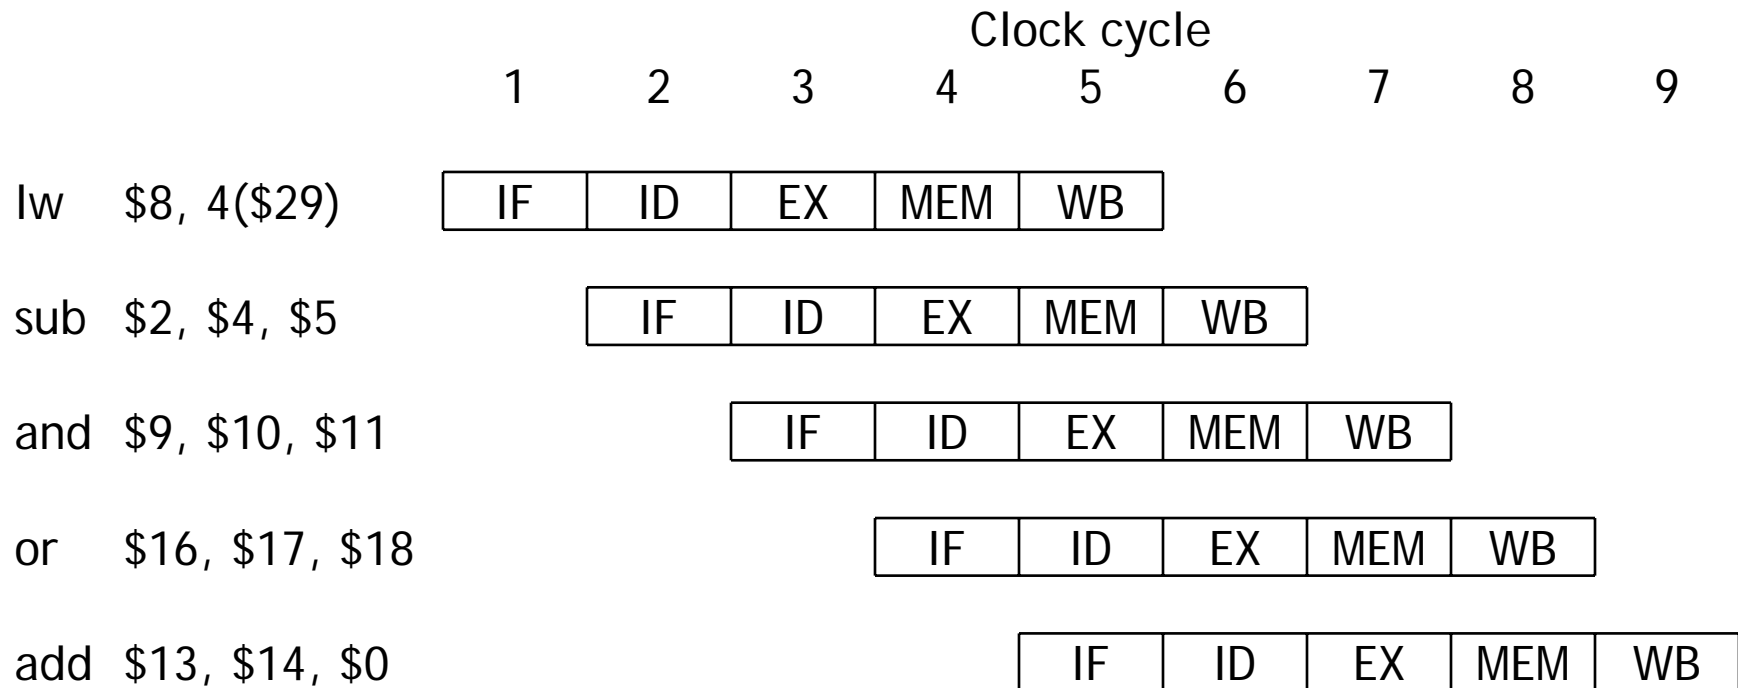 Clock cycle
1 2 3 4 5 6 7 8 9
lw $8, 4($29) IF ID EX MEM WB
sub $2, $4, $5 IF ID EX MEM WB
and $9, $10, $11 IF ID EX MEM WB
or $16, $17, $18 IF ID EX MEM WB
add $13, $14, $0 IF ID EX MEM WB